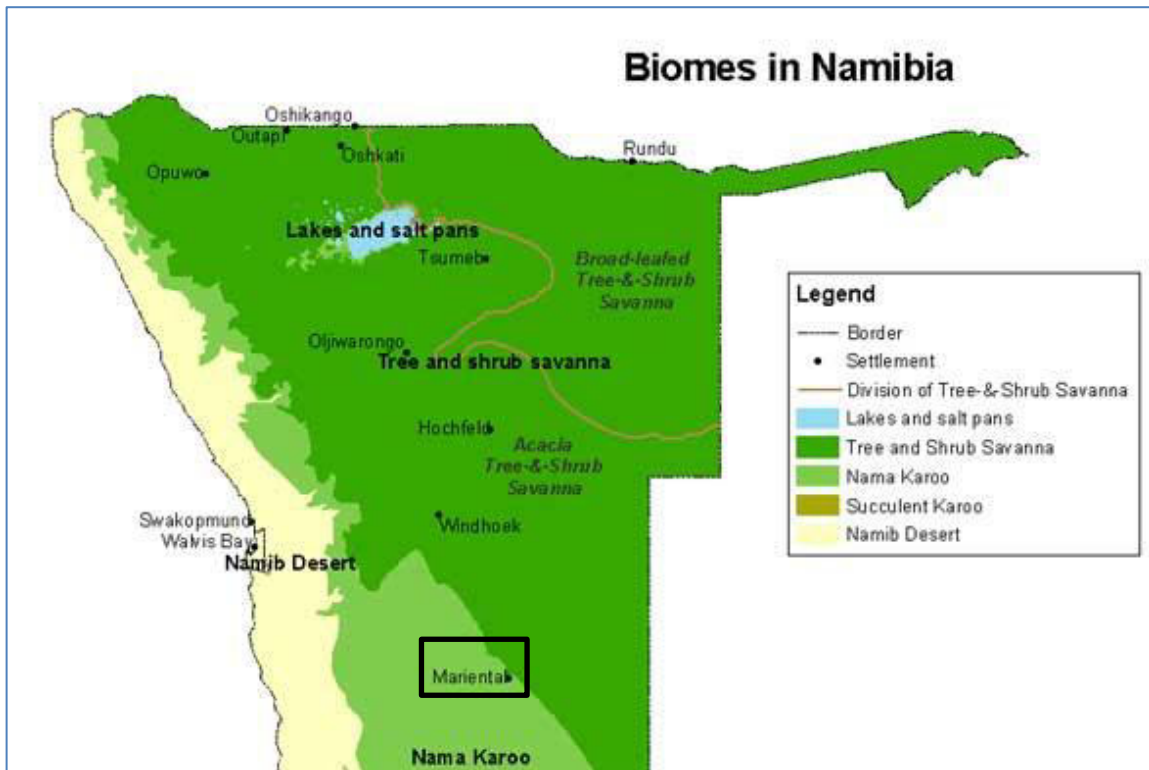 Biomes in Namibia
Oshikango
Outapi
Oshkati
Rundu
Opuwo
Lakes and salt pans
Tsumeb
Broad-leafed
Tree-&-Shrub
Savanna
Legend
Border
Settlement
Division of Tree-&-Shrub Savanna
Lakes and salt pans
Tree and Shrub Savanna
Nama Karoo
Succulent Karoo
Namib Desert
Oljiwarongo
Tree and shrub savanna
Hochfeld
Acacia
Tree-&-Shrub
Savanna
Swakopmund
Walvis Bay
Windhoek
Namib Desert
Mariental
Nama Karoo